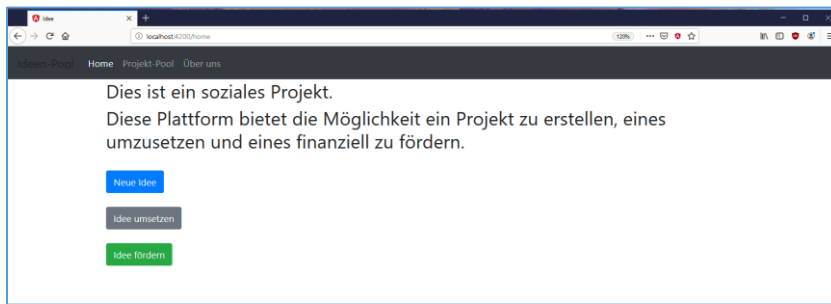 Idee
localhost:4200/home
120%
Ideen-Pool Home Projekt-Pool Über uns
Dies ist ein soziales Projekt.
Diese Plattform bietet die Möglichkeit ein Projekt zu erstellen, eines
umzusetzen und eines finanziell zu fördern.
Neue Idee
Idee umsetzen
Idee fördern